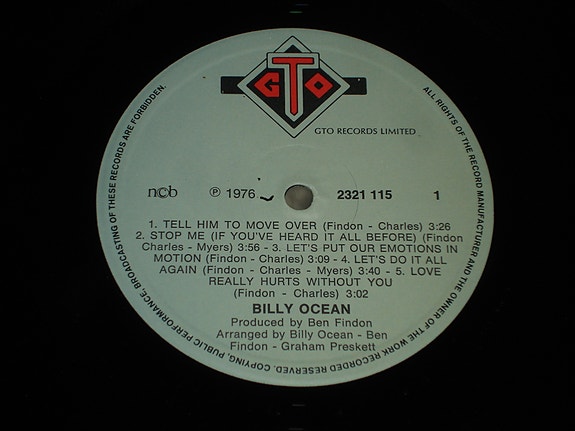 GTO
GTO RECORDS LIMITED
ncb ℗ 1976 2321 115 1
1. TELL HIM TO MOVE OVER (Findon - Charles) 3:26
2. STOP ME (IF YOU'VE HEARD IT ALL BEFORE) (Findon
Charles - Myers) 3:56 - 3. LET'S PUT OUR EMOTIONS IN
MOTION (Findon - Charles) 3:09 - 4. LET'S DO IT ALL
AGAIN (Findon - Charles - Myers) 3:40 - 5. LOVE
REALLY HURTS WITHOUT YOU
(Findon - Charles) 3:02
BILLY OCEAN
Produced by Ben Findon
Arranged by Billy Ocean - Ben
Findon - Graham Preskett
ALL RIGHTS OF THE RECORD MANUFACTURER AND THE OWNER OF THE WORK RECORDED RESERVED. COPYING, PUBLIC PERFORMANCE, BROADCASTING OF THESE RECORDS ARE FORBIDDEN.